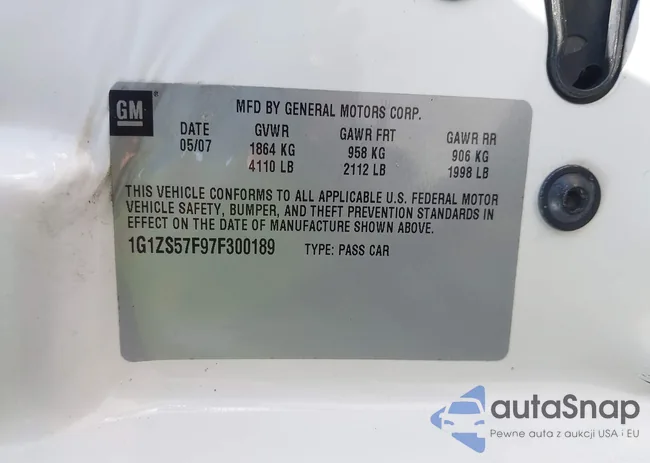 GM
MFD BY GENERAL MOTORS CORP.
DATE GVWR GAWR FRT GAWR RR
05/07 1864 KG 958 KG 906 KG
4110 LB 2112 LB 1998 LB
THIS VEHICLE CONFORMS TO ALL APPLICABLE U.S. FEDERAL MOTOR
VEHICLE SAFETY, BUMPER, AND THEFT PREVENTION STANDARDS IN
EFFECT ON THE DATE OF MANUFACTURE SHOWN ABOVE.
1G1ZS57F97F300189 TYPE: PASS CAR
autaSnap
Pewne auta z aukcji USA i EU